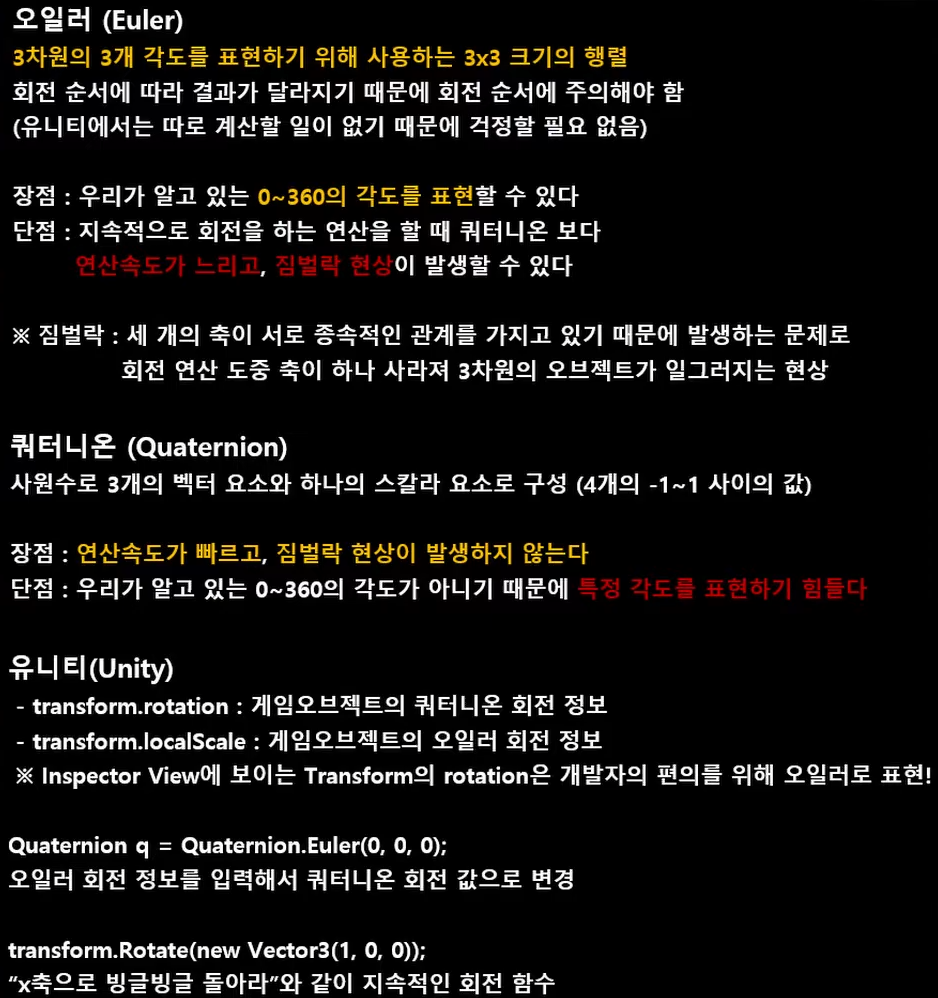 오일러 (Euler)
3차원의 3개 각도를 표현하기 위해 사용하는 3x3 크기의 행렬
회전 순서에 따라 결과가 달라지기 때문에 회전 순서에 주의해야 함
(유니티에서는 따로 계산할 일이 없기 때문에 걱정할 필요 없음)
장점 : 우리가 알고 있는 0~360의 각도를 표현할 수 있다
단점 : 지속적으로 회전을 하는 연산을 할 때 쿼터니온 보다
연산속도가 느리고, 짐벌락 현상이 발생할 수 있다
※ 짐벌락 : 세 개의 축이 서로 종속적인 관계를 가지고 있기 때문에 발생하는 문제로
회전 연산 도중 축이 하나 사라져 3차원의 오브젝트가 일그러지는 현상
쿼터니온 (Quaternion)
사원수로 3개의 벡터 요소와 하나의 스칼라 요소로 구성 (4개의 -1~1 사이의 값)
장점 : 연산속도가 빠르고, 짐벌락 현상이 발생하지 않는다
단점 : 우리가 알고 있는 0~360의 각도가 아니기 때문에 특정 각도를 표현하기 힘들다
유니티(Unity)
- transform.rotation : 게임오브젝트의 쿼터니온 회전 정보
- transform.localScale : 게임오브젝트의 오일러 회전 정보
※ Inspector View에 보이는 Transform의 rotation은 개발자의 편의를 위해 오일러로 표현!
Quaternion q = Quaternion.Euler(0, 0, 0);
오일러 회전 정보를 입력해서 쿼터니온 회전 값으로 변경
transform.Rotate(new Vector3(1, 0, 0));
“x축으로 빙글빙글 돌아라”와 같이 지속적인 회전 함수